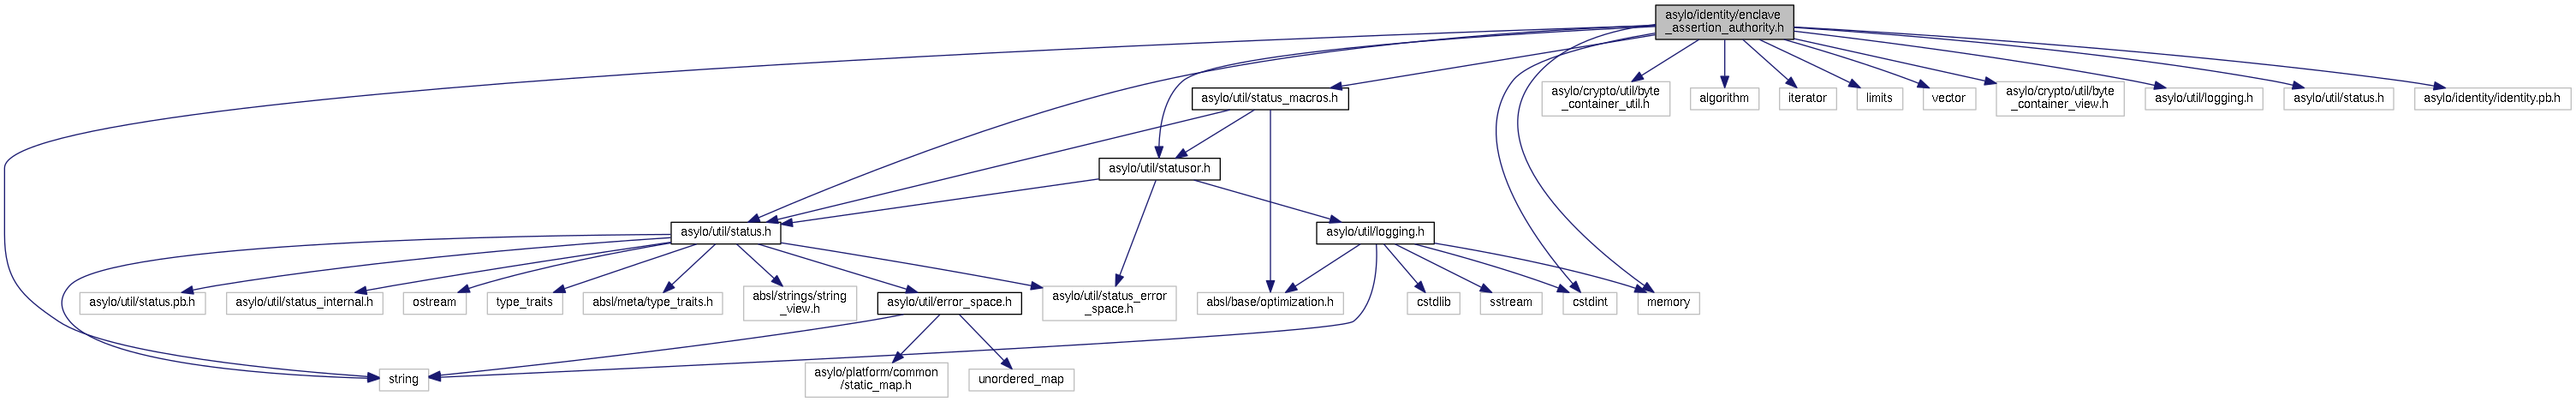 asylo/identity/enclave
_assertion_authority.h
asylo/util/status_macros.h
asylo/crypto/util/byte
_container_util.h
algorithm
iterator
limits
vector
asylo/crypto/util/byte
_container_view.h
asylo/util/logging.h
asylo/util/status.h
asylo/identity/identity.pb.h
asylo/util/statusor.h
asylo/util/status.h
asylo/util/logging.h
asylo/util/status.pb.h
asylo/util/status_internal.h
ostream
type_traits
absl/meta/type_traits.h
absl/strings/string
_view.h
asylo/util/error_space.h
asylo/util/status_error
_space.h
absl/base/optimization.h
cstdlib
sstream
cstdint
memory
string
asylo/platform/common
/static_map.h
unordered_map